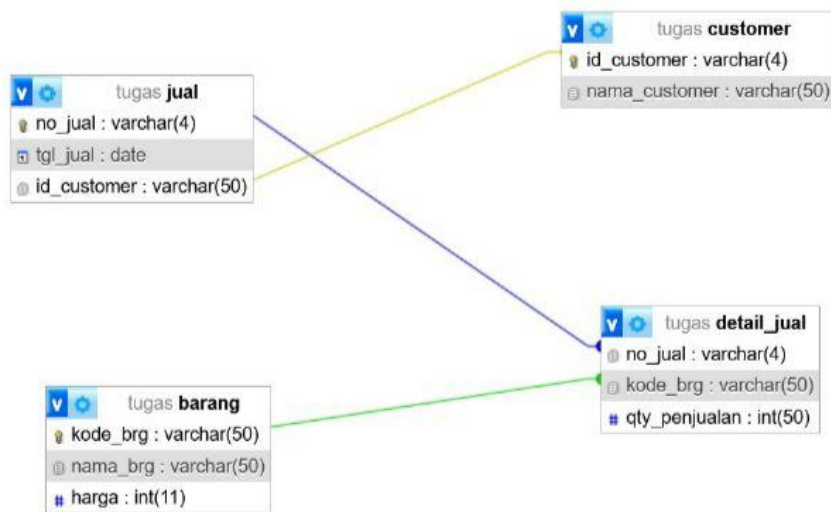 tugas customer
id_customer : varchar(4)
nama_customer : varchar(50)
tugas jual
no_jual : varchar(4)
tgl_jual : date
id_customer : varchar(50)
tugas detail_jual
no_jual : varchar(4)
kode_brg : varchar(50)
# qty_penjualan : int(50)
tugas barang
kode_brg : varchar(50)
nama_brg : varchar(50)
# harga : int(11)